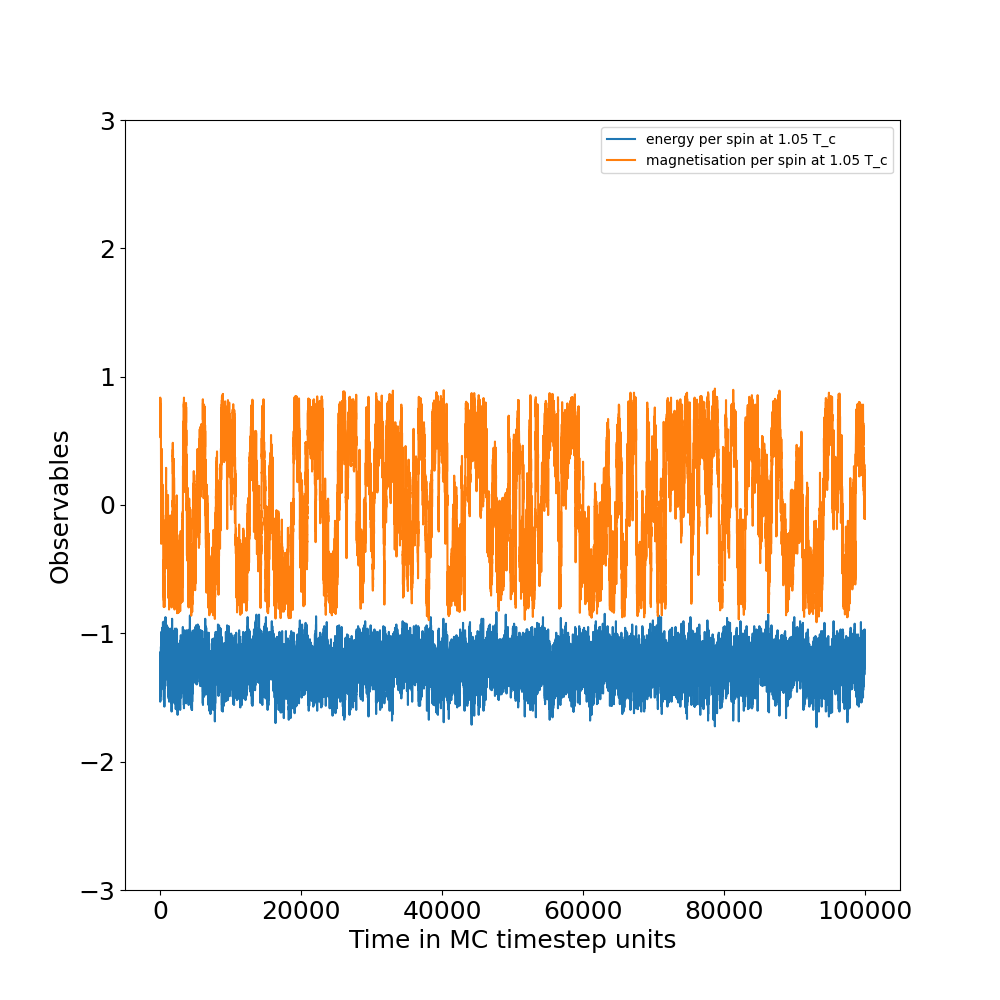 energy per spin at 1.05 T_c
magnetisation per spin at 1.05 T_c
3
2
1
0
−1
−2
−3
Observables
0 20000 40000 60000 80000 100000
Time in MC timestep units